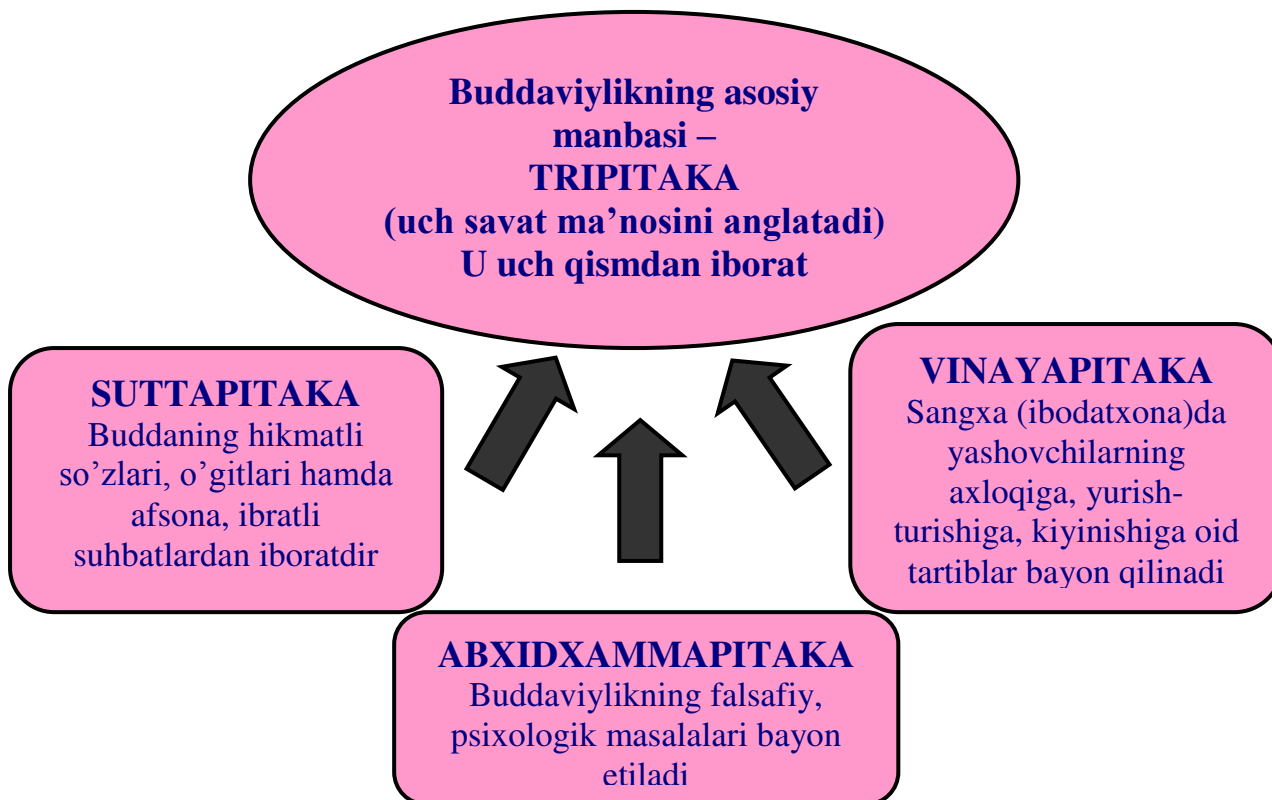 Buddaviylikning asosiy
manbasi –
TRIPITAKA
(uch savat ma’nosini anglatadi)
U uch qismdan iborat
SUTTAPITAKA
Buddaning hikmatli
so’zlari, o’gitlari hamda
afsona, ibratli
suhbatlardan iboratdir
VINAYAPITAKA
Sangxa (ibodatxona)da
yashovchilarning
axloqiga, yurish-
turishiga, kiyinishiga oid
tartiblar bayon qilinadi
ABXIDXAMMAPITAKA
Buddaviylikning falsafiy,
psixologik masalalari bayon
etiladi